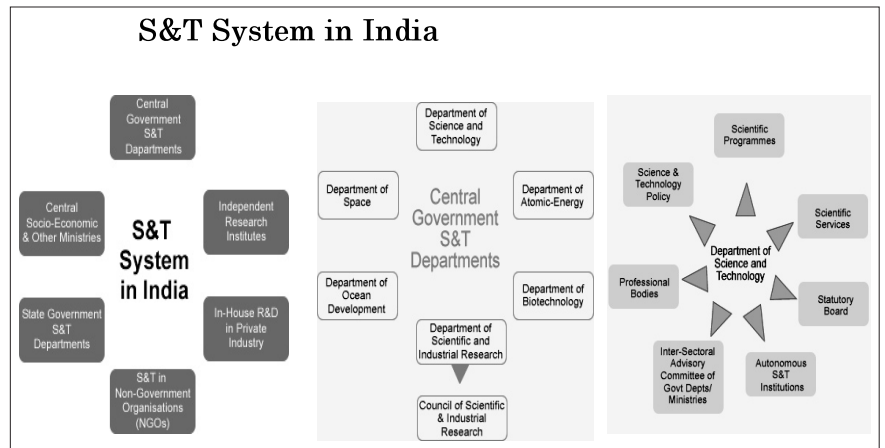 S&T System in India
Central
Government
S&T
Dapartments
Central
Socio-Economic
& Other Ministries
Independent
Research
Institutes
S&T
System
in India
State Government
S&T
Departments
In-House R&D
in Private
Industry
S&T in
Non-Government
Organisations
(NGOs)
Department of
Science and
Technology
Department of
Space
Department of
Atomic-Energy
Central
Government
S&T
Departments
Department of
Ocean
Development
Department of
Biotechnology
Department of
Scientific and
Industrial Research
Council of Scientific
& Industrial
Research
Scientific
Programmes
Science &
Technology
Policy
Scientific
Services
Department of
Science and
Technology
Professional
Bodies
Statutory
Board
Inter-Sectoral
Advisory
Committee of
Govt Depts/
Ministries
Autonomous
S&T
Institutions